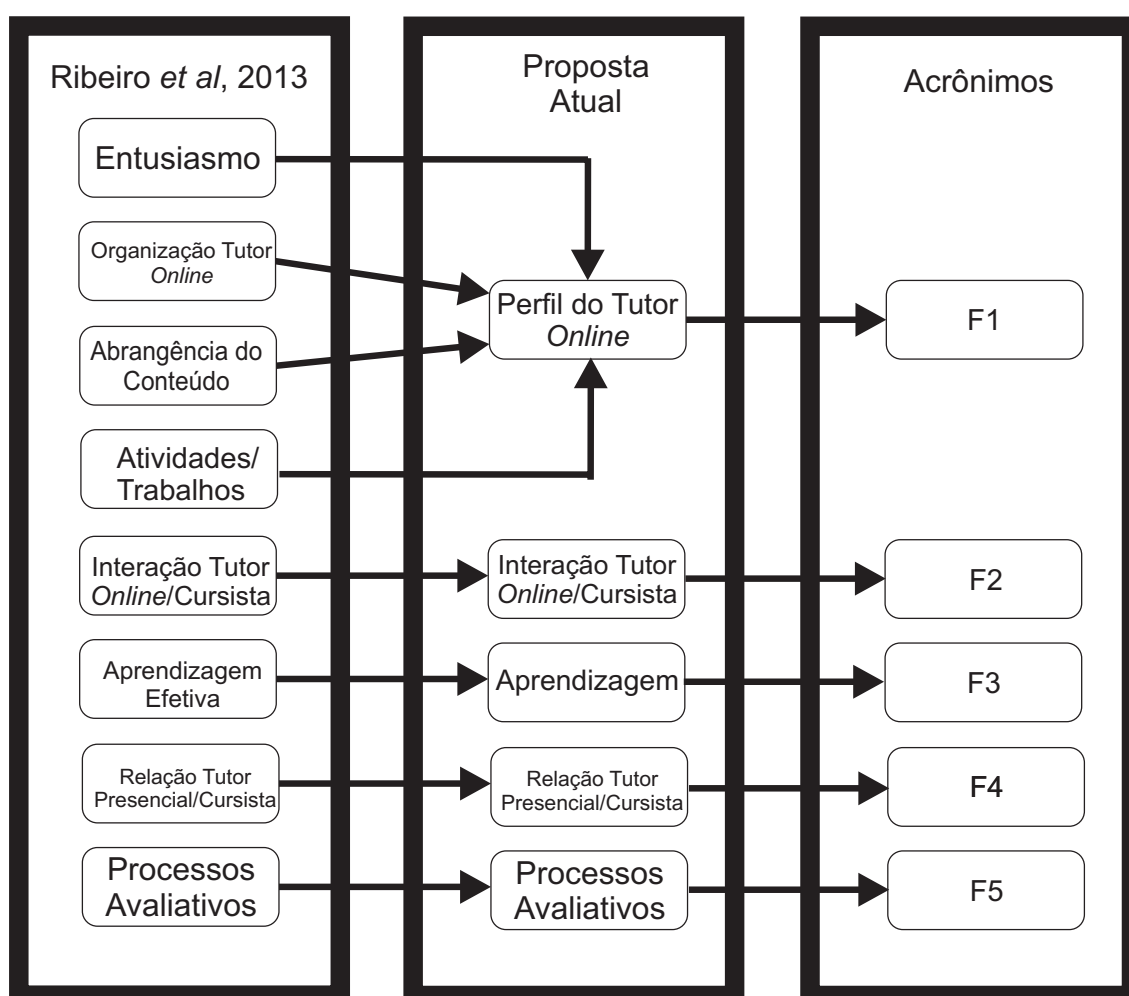 Ribeiro et al, 2013
Entusiasmo
Organização Tutor
Online
Abrangência do
Conteúdo
Atividades/
Trabalhos
Interação Tutor
Online/Cursista
Aprendizagem
Efetiva
Relação Tutor
Presencial/Cursista
Processos
Avaliativos
Proposta
Atual
Perfil do Tutor
Online
Interação Tutor
Online/Cursista
Aprendizagem
Relação Tutor
Presencial/Cursista
Processos
Avaliativos
Acrônimos
F1
F2
F3
F4
F5